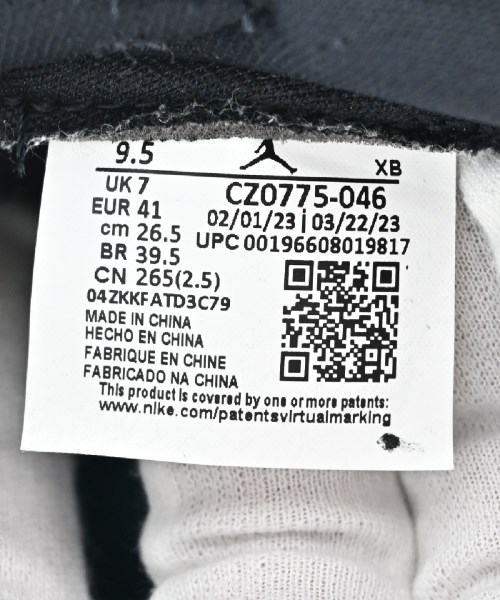 9.5 XB
UK 7
CZ0775-046
EUR 41
02/01/23 | 03/22/23
cm 26.5
UPC 00196608019817
BR 39.5
CN 265(2.5)
04ZKKFATD3C79
MADE IN CHINA
HECHO EN CHINA
FABRIQUE EN CHINE
FABRICADO NA CHINA
This product is covered by one or more patents:
www.nike.com/patentsvirtualmarking